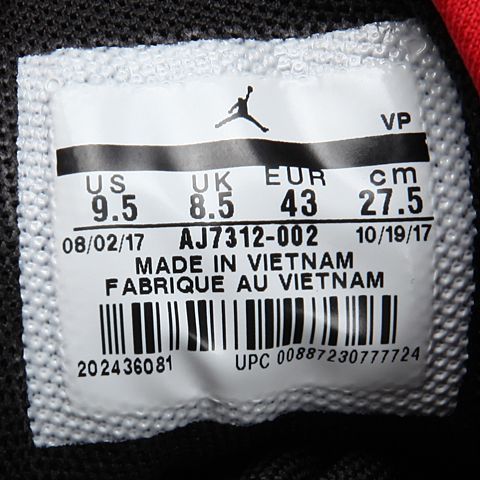 VP
US UK EUR cm
9.5 8.5 43 27.5
08/02/17 AJ7312-002 10/19/17
MADE IN VIETNAM
FABRIQUE AU VIETNAM
202436081 UPC 00887230777724